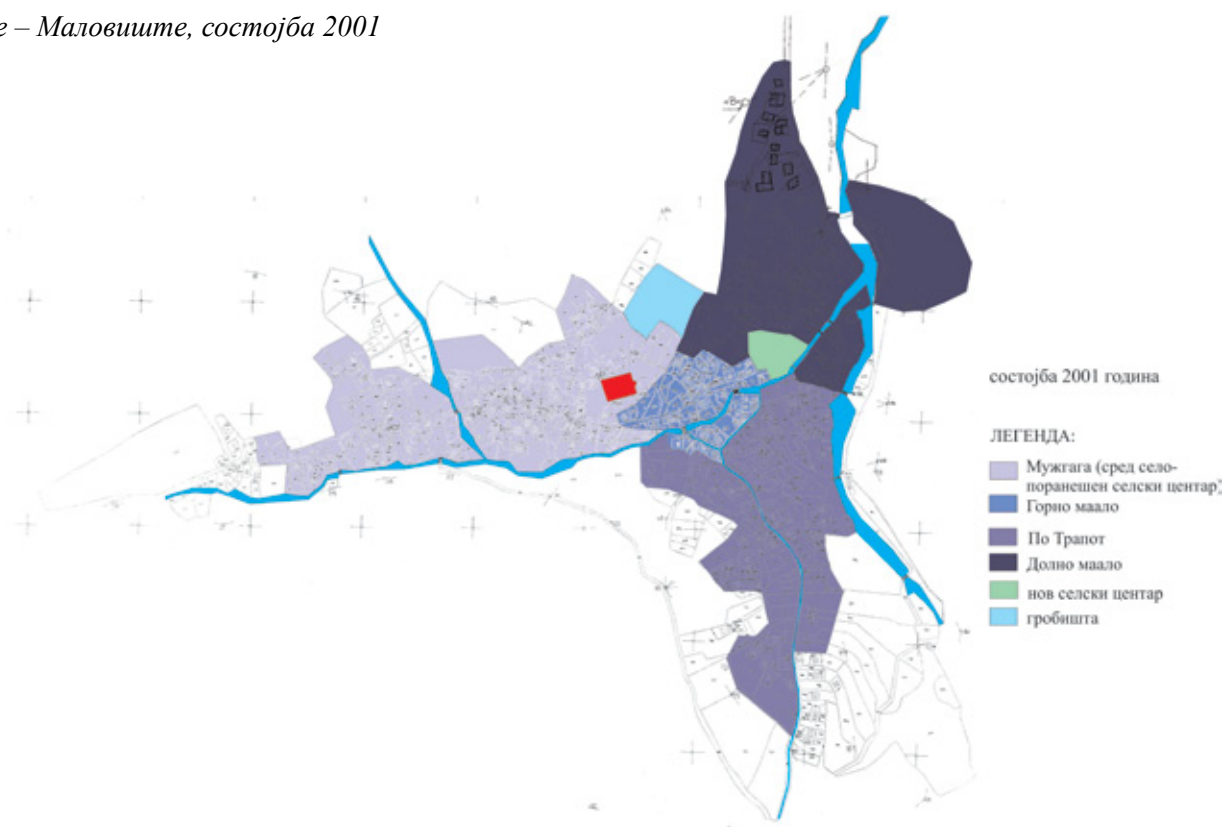 – Маловиште, состојба 2001
состојба 2001 година
ЛЕГЕНДА:
Мужгага (сред село-
поранешен селски центар)
Горно маало
По Трапот
Долно маало
нов селски центар
гробишта